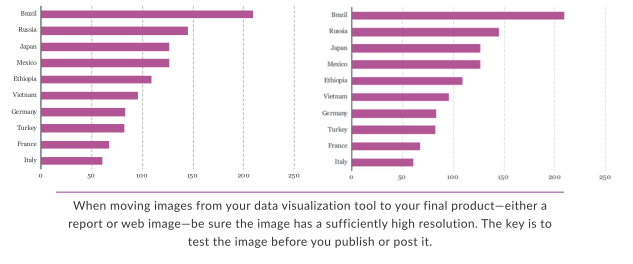 Brazil
Russia
Japan
Mexico
Ethiopia
Vietnam
Germany
Turkey
France
Italy
0 50 100 150 200 250
Brazil
Russia
Japan
Mexico
Ethiopia
Vietnam
Germany
Turkey
France
Italy
0 50 100 150 200 250
When moving images from your data visualization tool to your final product—either a
report or web image—be sure the image has a sufficiently high resolution. The key is to
test the image before you publish or post it.